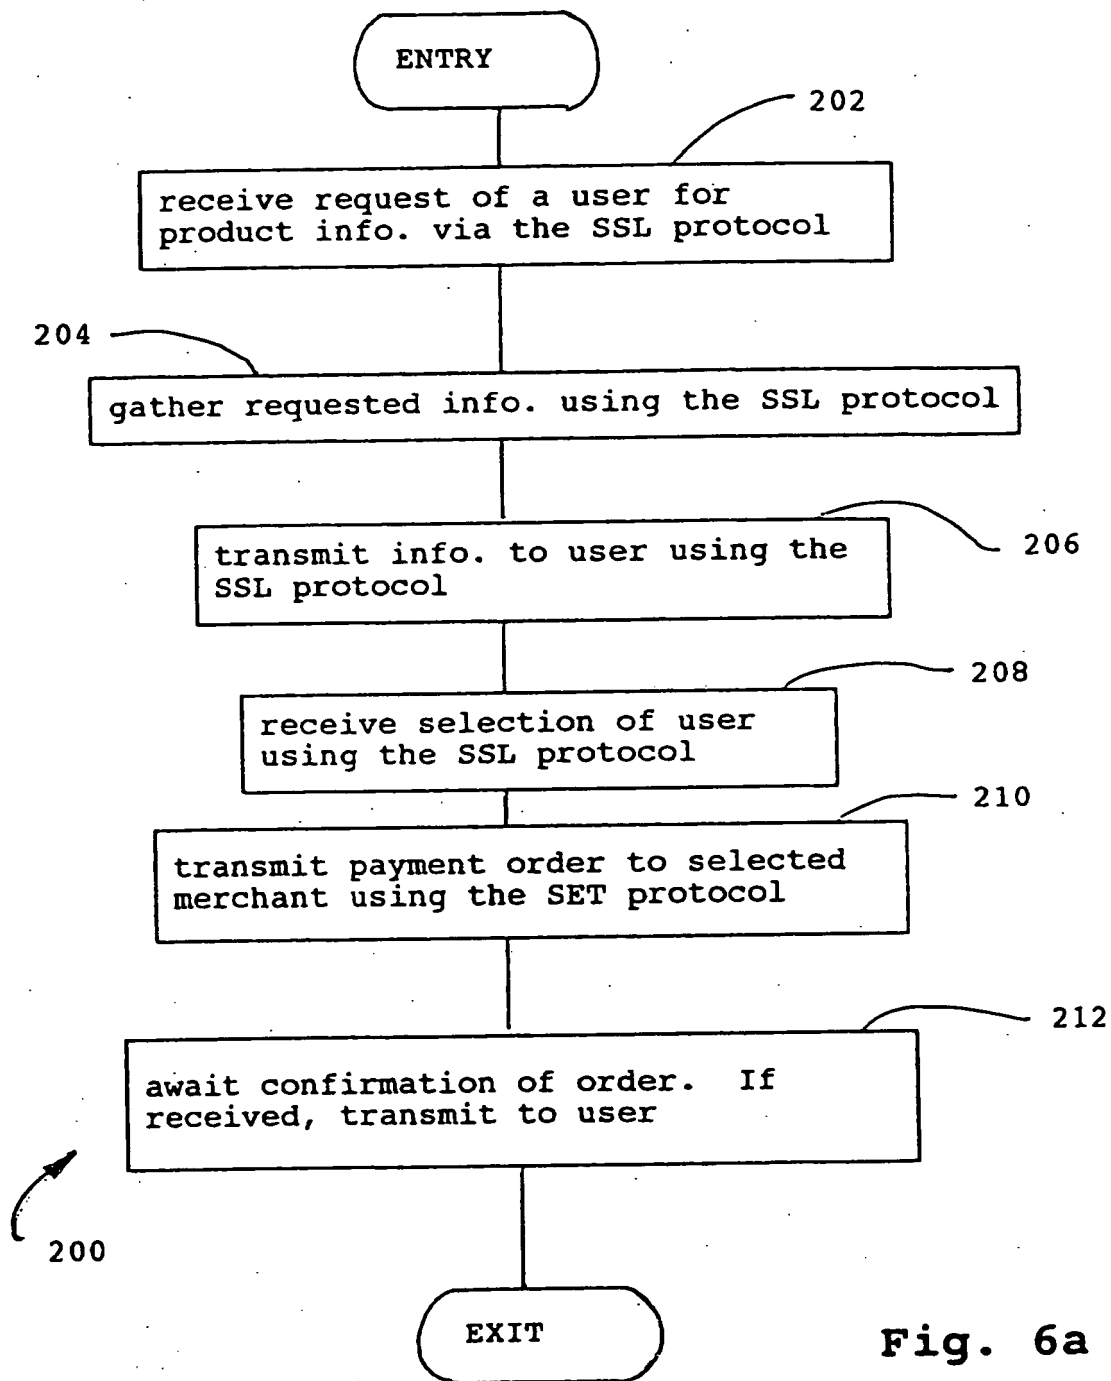 ENTRY
202
receive request of a user for
product info. via the SSL protocol
204
gather requested info. using the SSL protocol
transmit info. to user using the
SSL protocol
206
208
receive selection of user
using the SSL protocol
210
transmit payment order to selected
merchant using the SET protocol
212
await confirmation of order. If
received, transmit to user
200
EXIT
Fig. 6a